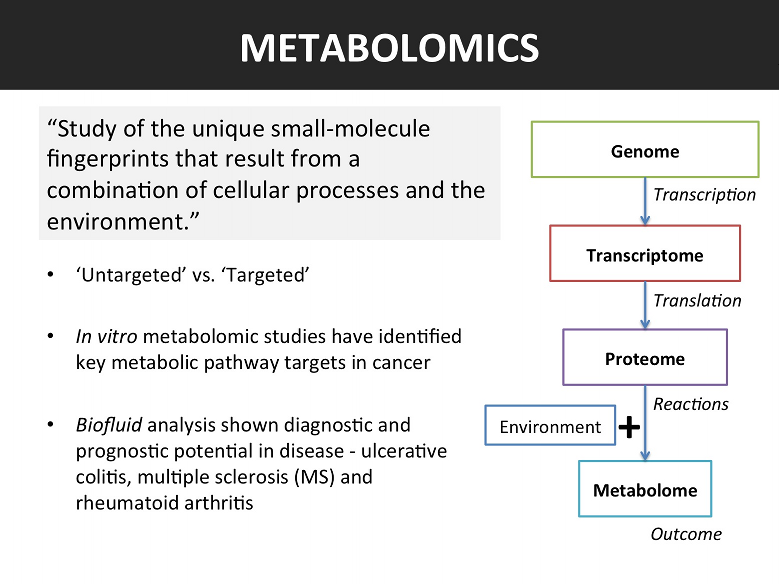 METABOLOMICS
“Study of the unique small-molecule
fingerprints that result from a
combination of cellular processes and the
environment.”
• ‘Untargeted’ vs. ‘Targeted’
• In vitro metabolomic studies have identified
key metabolic pathway targets in cancer
• Biofluid analysis shown diagnostic and
prognostic potential in disease - ulcerative
colitis, multiple sclerosis (MS) and
rheumatoid arthritis
Genome
Transcription
Transcriptome
Translation
Proteome
Reactions
Environment +
Metabolome
Outcome